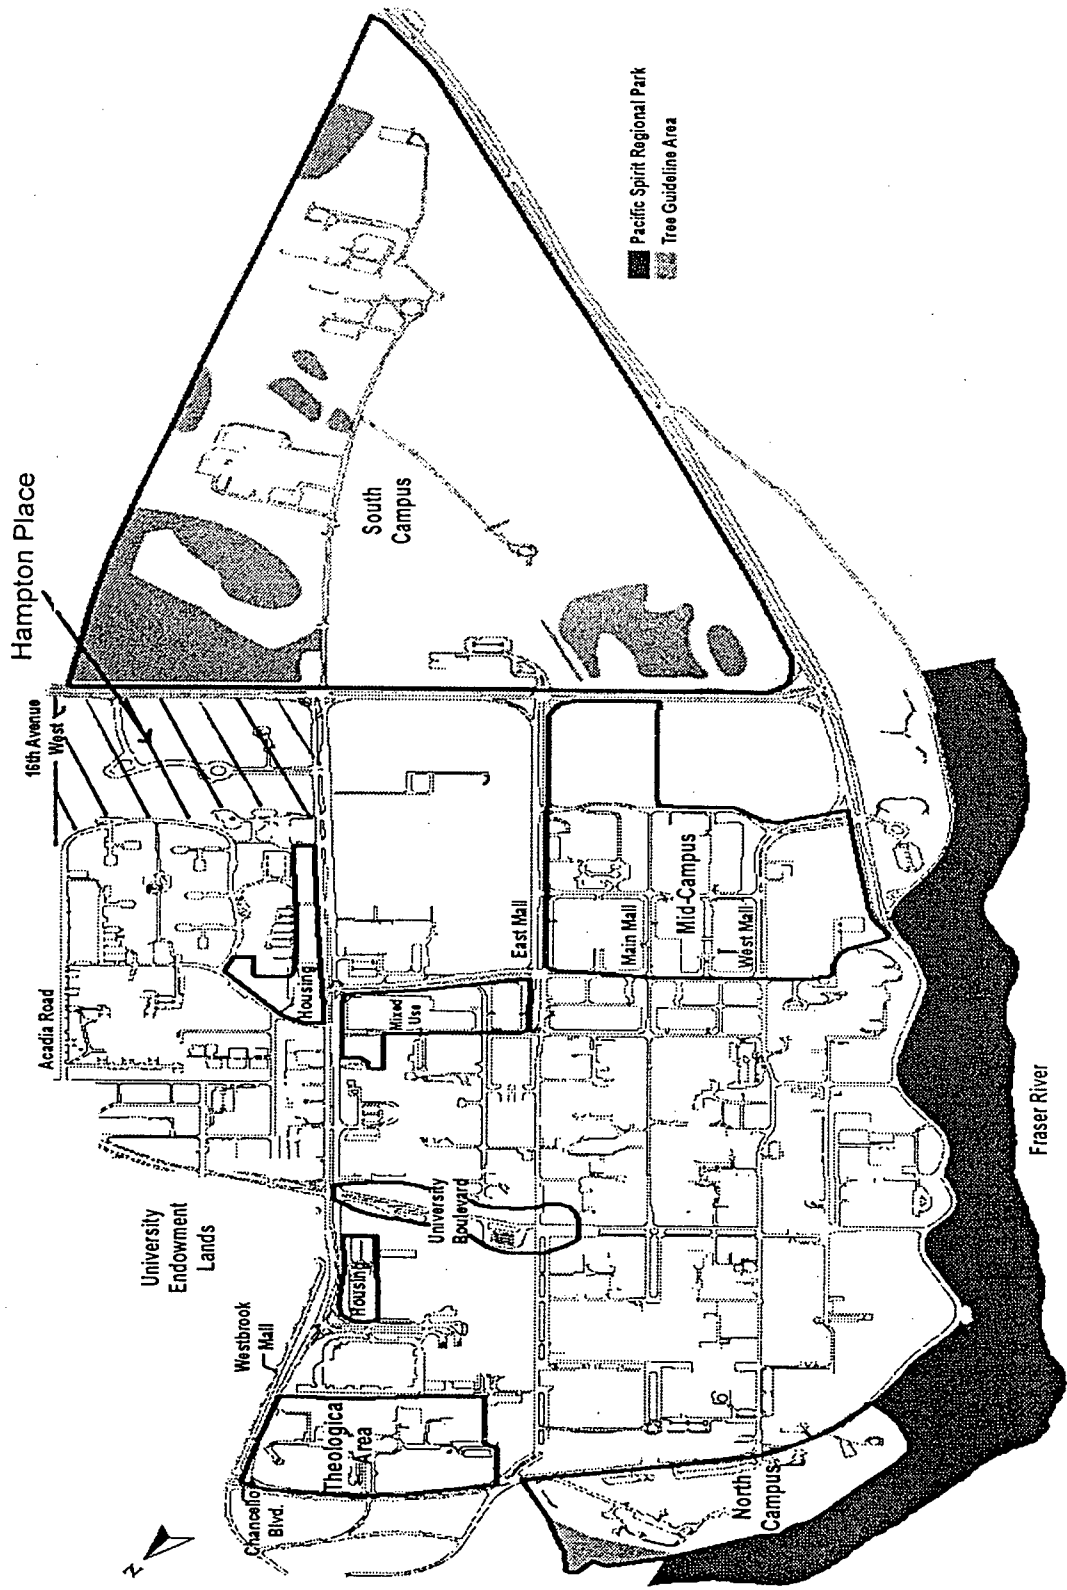 Hampton Place
16th Avenue
West
Acadia Road
University
Endowment
Lands
Westbrook
Mall
Chancello
Blvd.
Theologica
Area
Housing
University
Boulevard
Housing
Mixed
Use
East Mall
Main Mall
Mid-Campus
West Mall
South
Campus
North
Campus
Fraser River
Pacific Spirit Regional Park
Tree Guideline Area
N